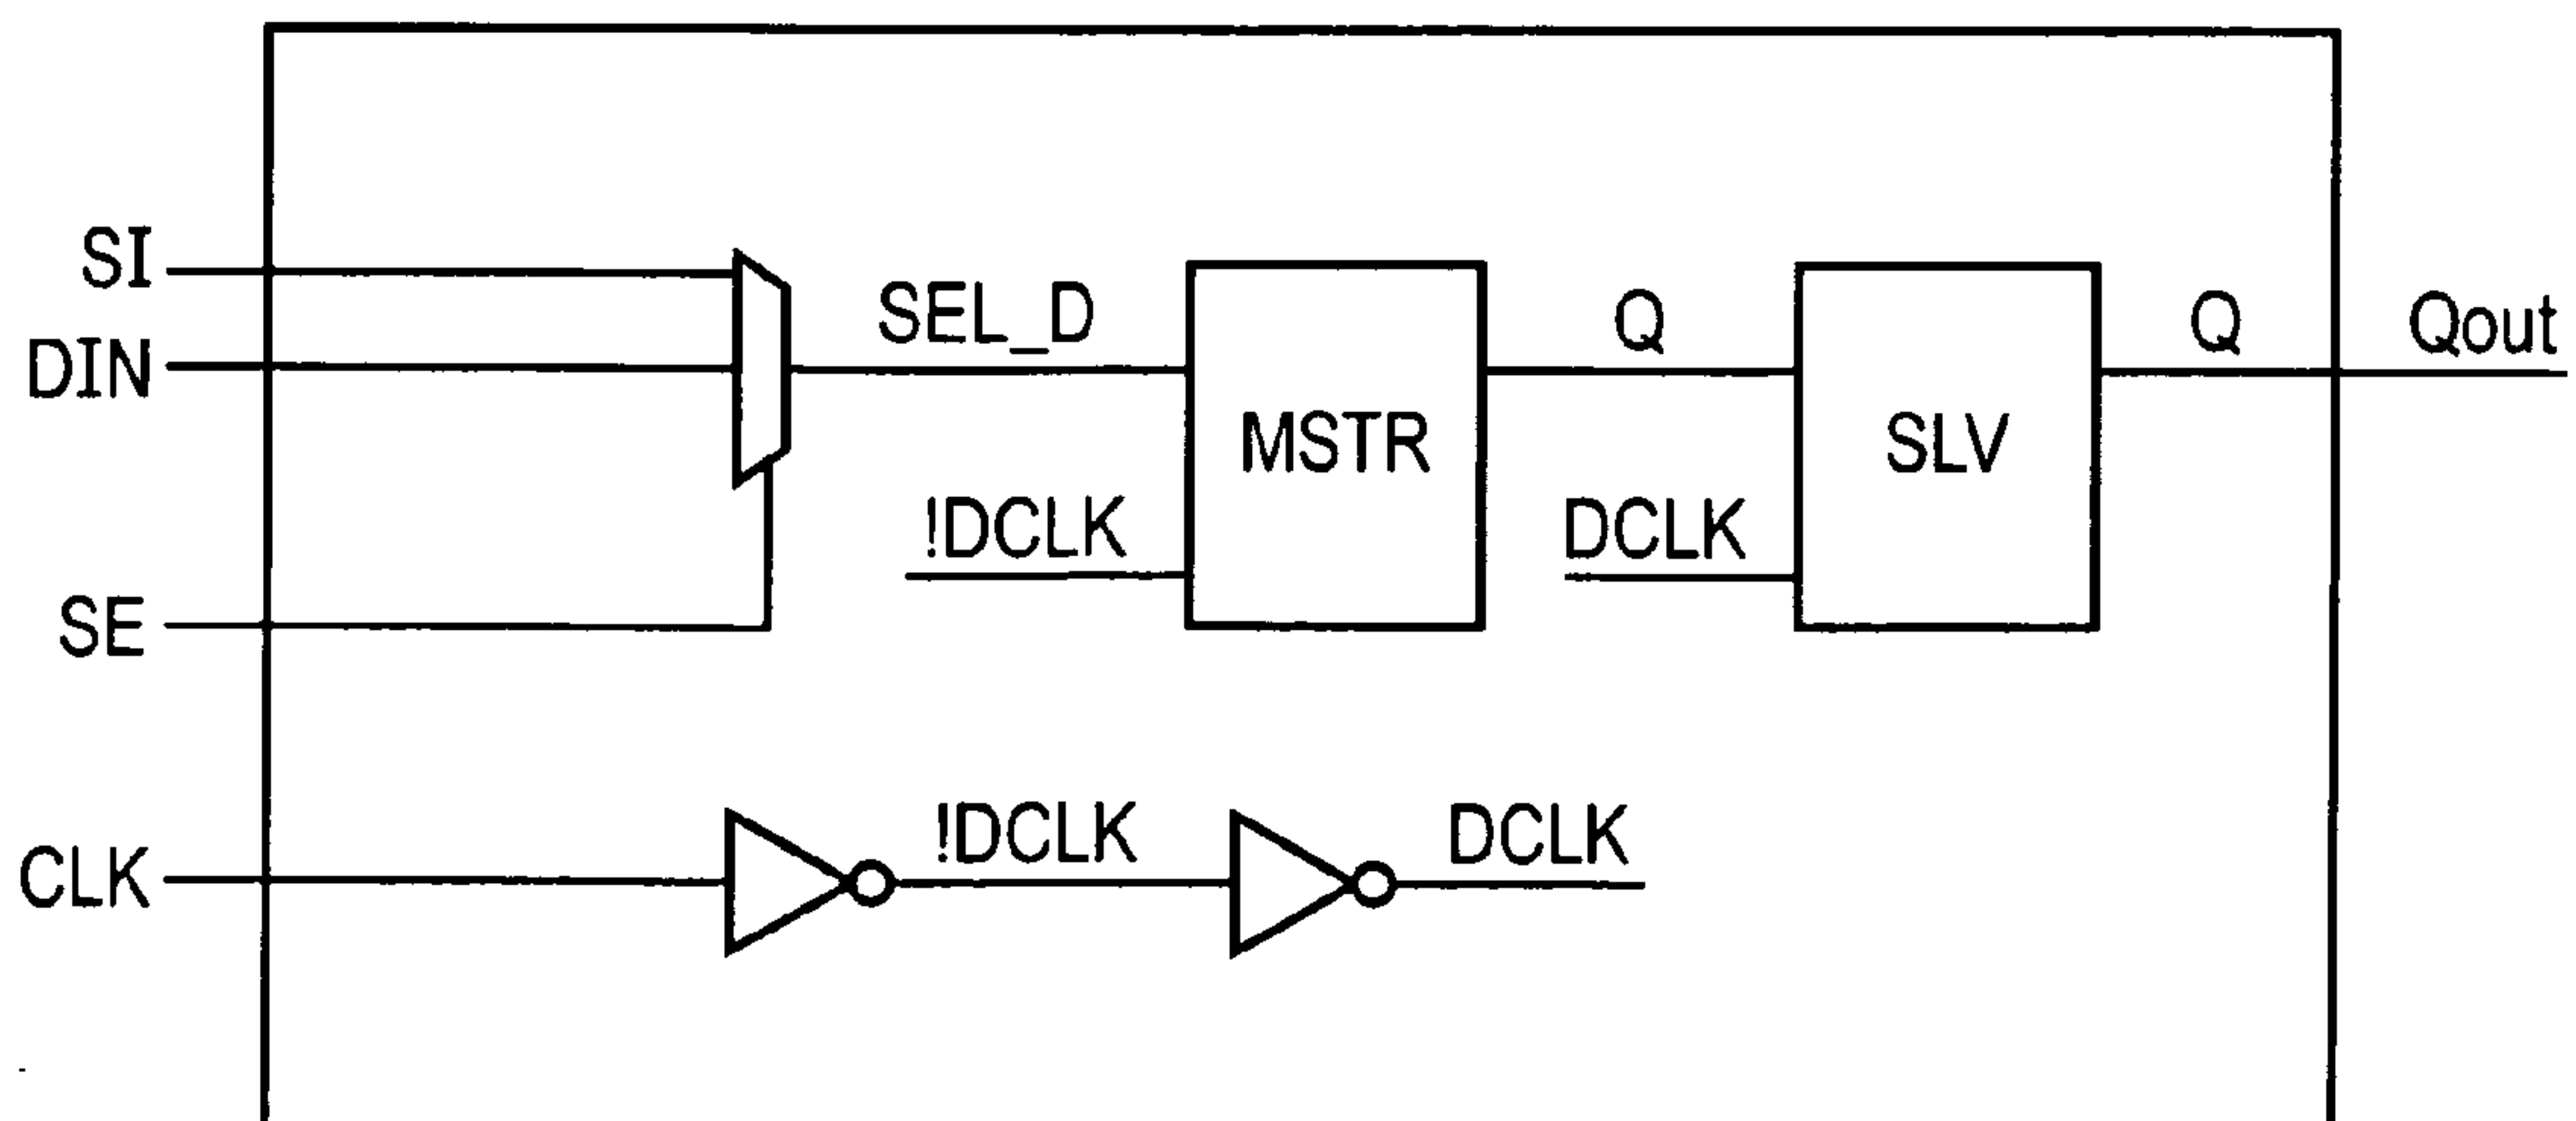 SI
DIN
SE
CLK
SEL_D
!DCLK
MSTR
Q
DCLK
SLV
Q
Qout
!DCLK
DCLK